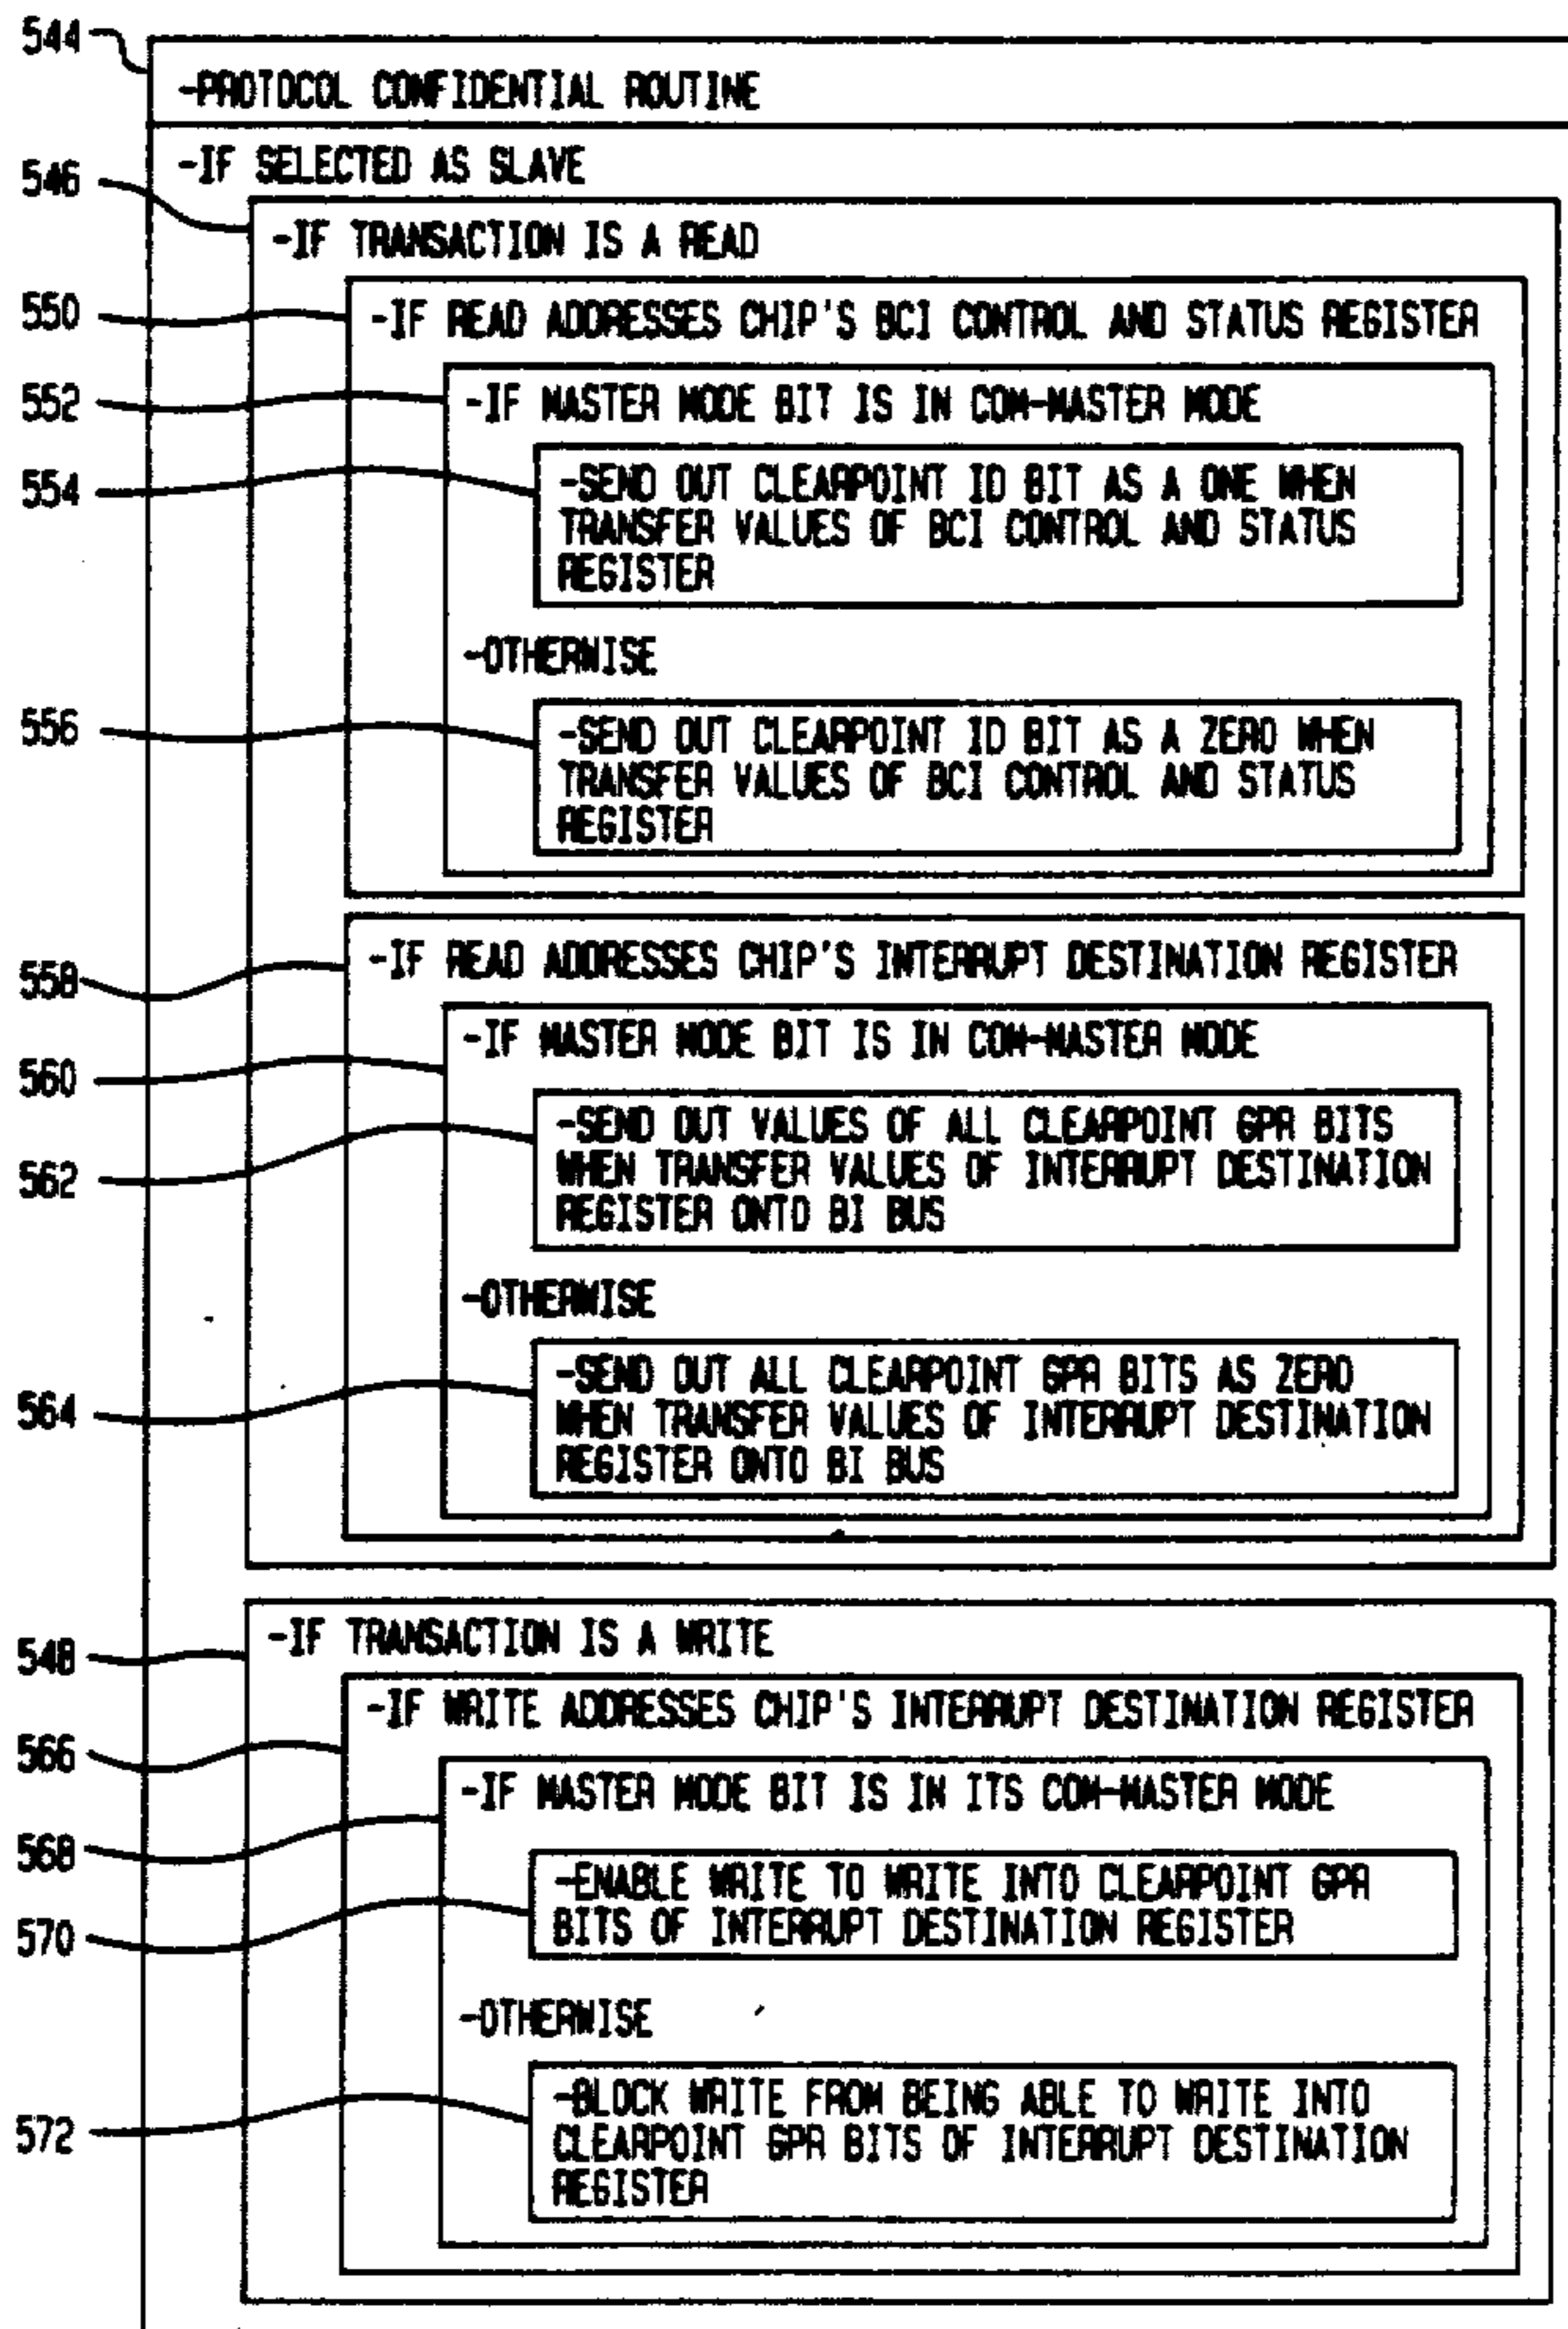 544
-PROTOCOL CONFIDENTIAL ROUTINE
-IF SELECTED AS SLAVE
546
-IF TRANSACTION IS A READ
550
-IF READ ADDRESSES CHIP'S BCI CONTROL AND STATUS REGISTER
552
-IF MASTER MODE BIT IS IN COM-MASTER MODE
554
-SEND OUT CLEARPOINT ID BIT AS A ONE WHEN
TRANSFER VALUES OF BCI CONTROL AND STATUS
REGISTER
-OTHERWISE
556
-SEND OUT CLEARPOINT ID BIT AS A ZERO WHEN
TRANSFER VALUES OF BCI CONTROL AND STATUS
REGISTER
558
-IF READ ADDRESSES CHIP'S INTERRUPT DESTINATION REGISTER
560
-IF MASTER MODE BIT IS IN COM-MASTER MODE
562
-SEND OUT VALUES OF ALL CLEARPOINT GPR BITS
WHEN TRANSFER VALUES OF INTERRUPT DESTINATION
REGISTER ONTO BI BUS
-OTHERWISE
564
-SEND OUT ALL CLEARPOINT GPR BITS AS ZERO
WHEN TRANSFER VALUES OF INTERRUPT DESTINATION
REGISTER ONTO BI BUS
548
-IF TRANSACTION IS A WRITE
566
-IF WRITE ADDRESSES CHIP'S INTERRUPT DESTINATION REGISTER
568
-IF MASTER MODE BIT IS IN ITS COM-MASTER MODE
570
-ENABLE WRITE TO WRITE INTO CLEARPOINT GPR
BITS OF INTERRUPT DESTINATION REGISTER
-OTHERWISE
572
-BLOCK WRITE FROM BEING ABLE TO WRITE INTO
CLEARPOINT GPR BITS OF INTERRUPT DESTINATION
REGISTER